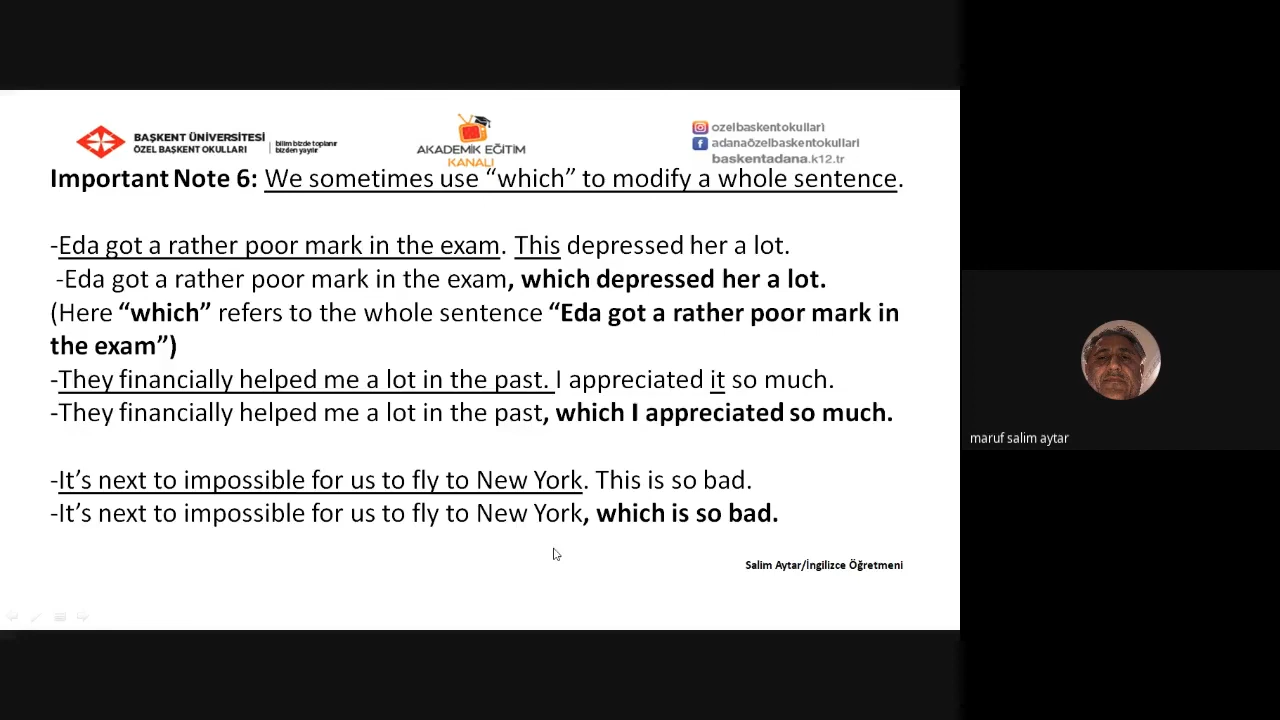 BAŞKENT ÜNİVERSİTESİ
ÖZEL BAŞKENT OKULLARI
bilim bizde toplanır
bizden yayılır
AKADEMİK EĞİTİM
KANALI
ozelbaskentokullari
adanaözelbaskentokullari
baskentadana.k12.tr
Important Note 6: We sometimes use “which” to modify a whole sentence.
-Eda got a rather poor mark in the exam. This depressed her a lot.
-Eda got a rather poor mark in the exam, which depressed her a lot.
(Here “which” refers to the whole sentence “Eda got a rather poor mark in
the exam”)
-They financially helped me a lot in the past. I appreciated it so much.
-They financially helped me a lot in the past, which I appreciated so much.
-It’s next to impossible for us to fly to New York. This is so bad.
-It’s next to impossible for us to fly to New York, which is so bad.
Salim Aytar/İngilizce Öğretmeni
maruf salim aytar